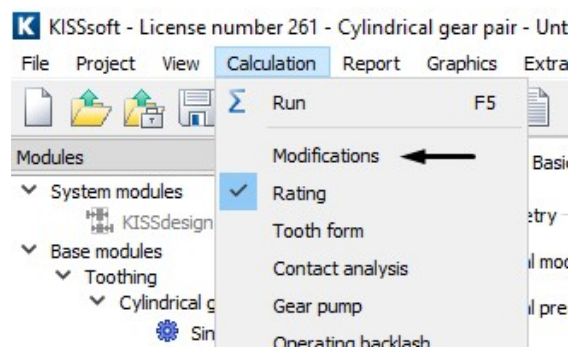 KISSsoft - License number 261 - Cylindrical gear pair - Unt
File Project View Calculation Report Graphics Extra
Run F5
Modules
Modifications
Basi
System modules
Rating
KISSdesign
etry
Base modules
Tooth form
Toothing
Contact analysis
l mod
Cylindrical g
Gear pump
l pre
Sin
Operating backlash